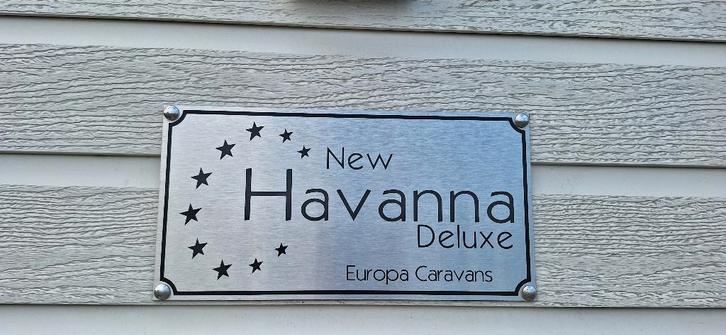 New
Havanna
Deluxe
Europa Caravans